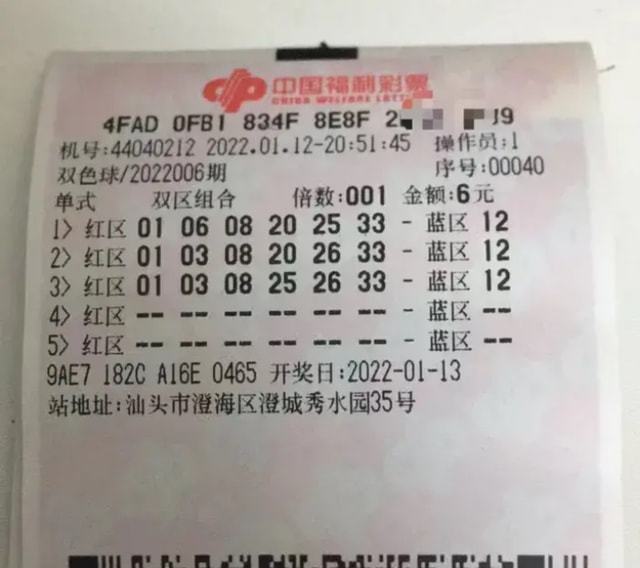 中国福利彩票
CHINA WELFARE LOTT
4FAD 0FB1 834F 8E8F 2 J9
机号:44040212 2022.01.12-20:51:45 操作员:1
双色球/2022006期 序号:00040
单式 双区组合 倍数:001 金额:6元
1> 红区 01 06 08 20 25 33 - 蓝区 12
2> 红区 01 03 08 20 26 33 - 蓝区 12
3> 红区 01 03 08 25 26 33 - 蓝区 12
4> 红区 -- -- -- -- -- -- - 蓝区 --
5> 红区 -- -- -- -- -- -- - 蓝区 --
9AE7 182C A16E 0465 开奖日:2022-01-13
站地址:汕头市澄海区澄城秀水园35号